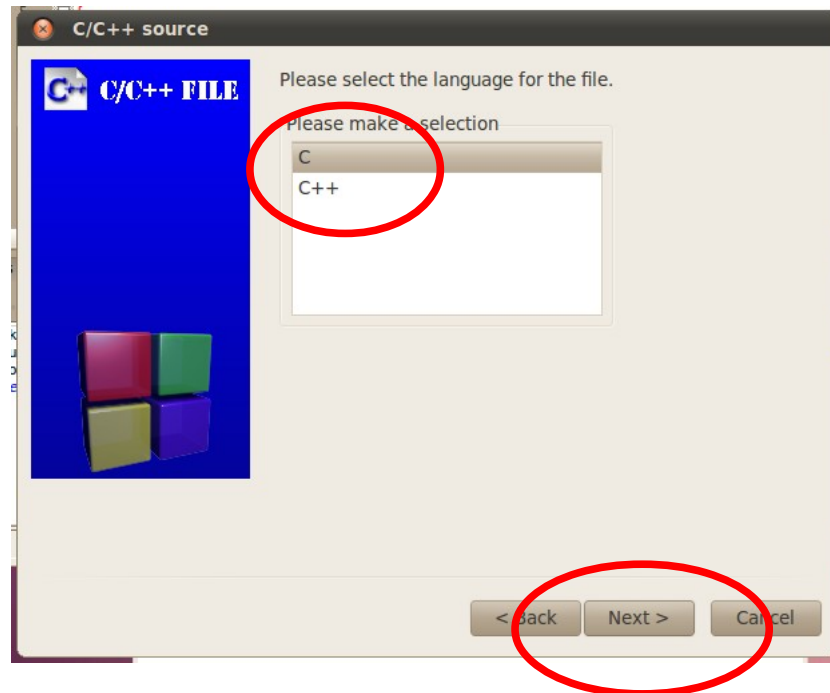 C/C++ source
C++ C/C++ FILE
Please select the language for the file.
Please make a selection
C
C++
< Back Next > Cancel